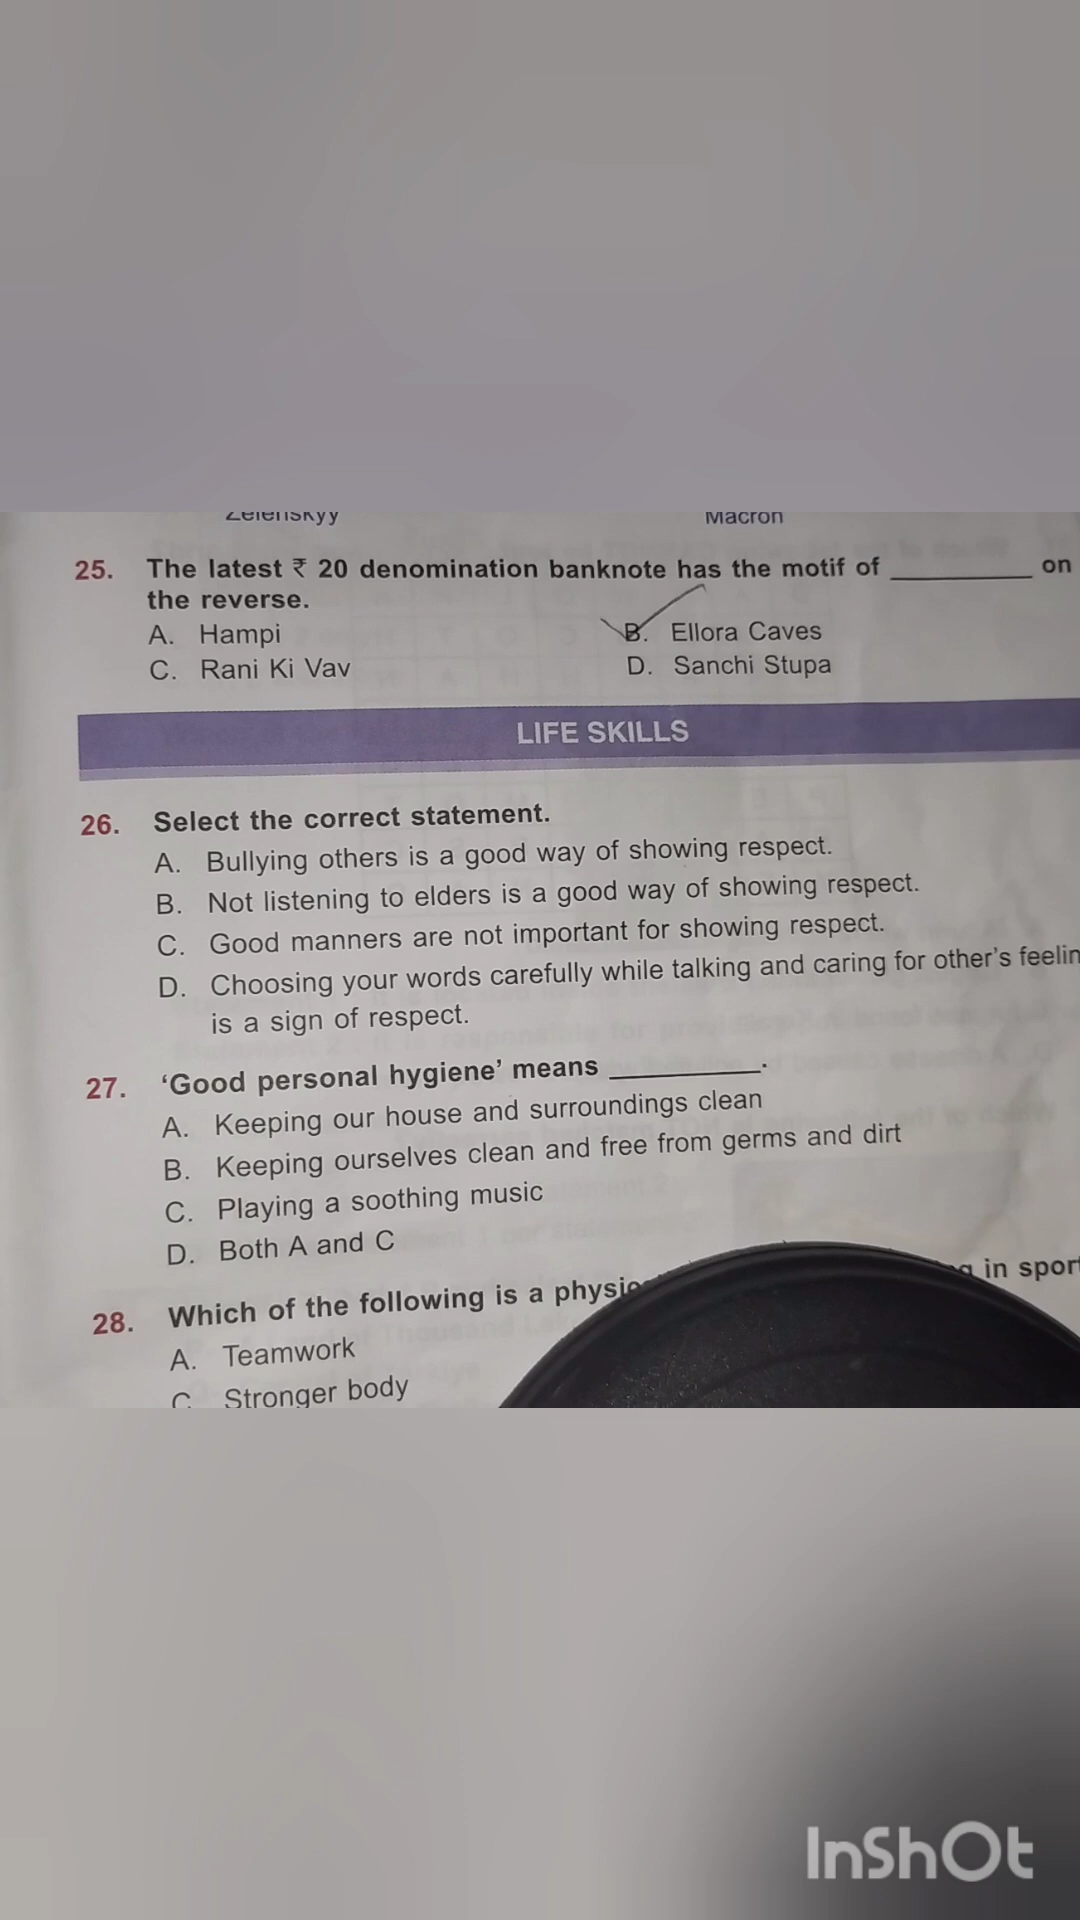 Zelenskyy Macron
25. The latest ₹ 20 denomination banknote has the motif of __________ on
the reverse.
A. Hampi B. Ellora Caves
C. Rani Ki Vav D. Sanchi Stupa
LIFE SKILLS
26. Select the correct statement.
A. Bullying others is a good way of showing respect.
B. Not listening to elders is a good way of showing respect.
C. Good manners are not important for showing respect.
D. Choosing your words carefully while talking and caring for other's feelin
is a sign of respect.
27. 'Good personal hygiene' means __________.
A. Keeping our house and surroundings clean
B. Keeping ourselves clean and free from germs and dirt
C. Playing a soothing music
D. Both A and C
28. Which of the following is a in spor
A. Teamwork
C Stronger body
InShOt